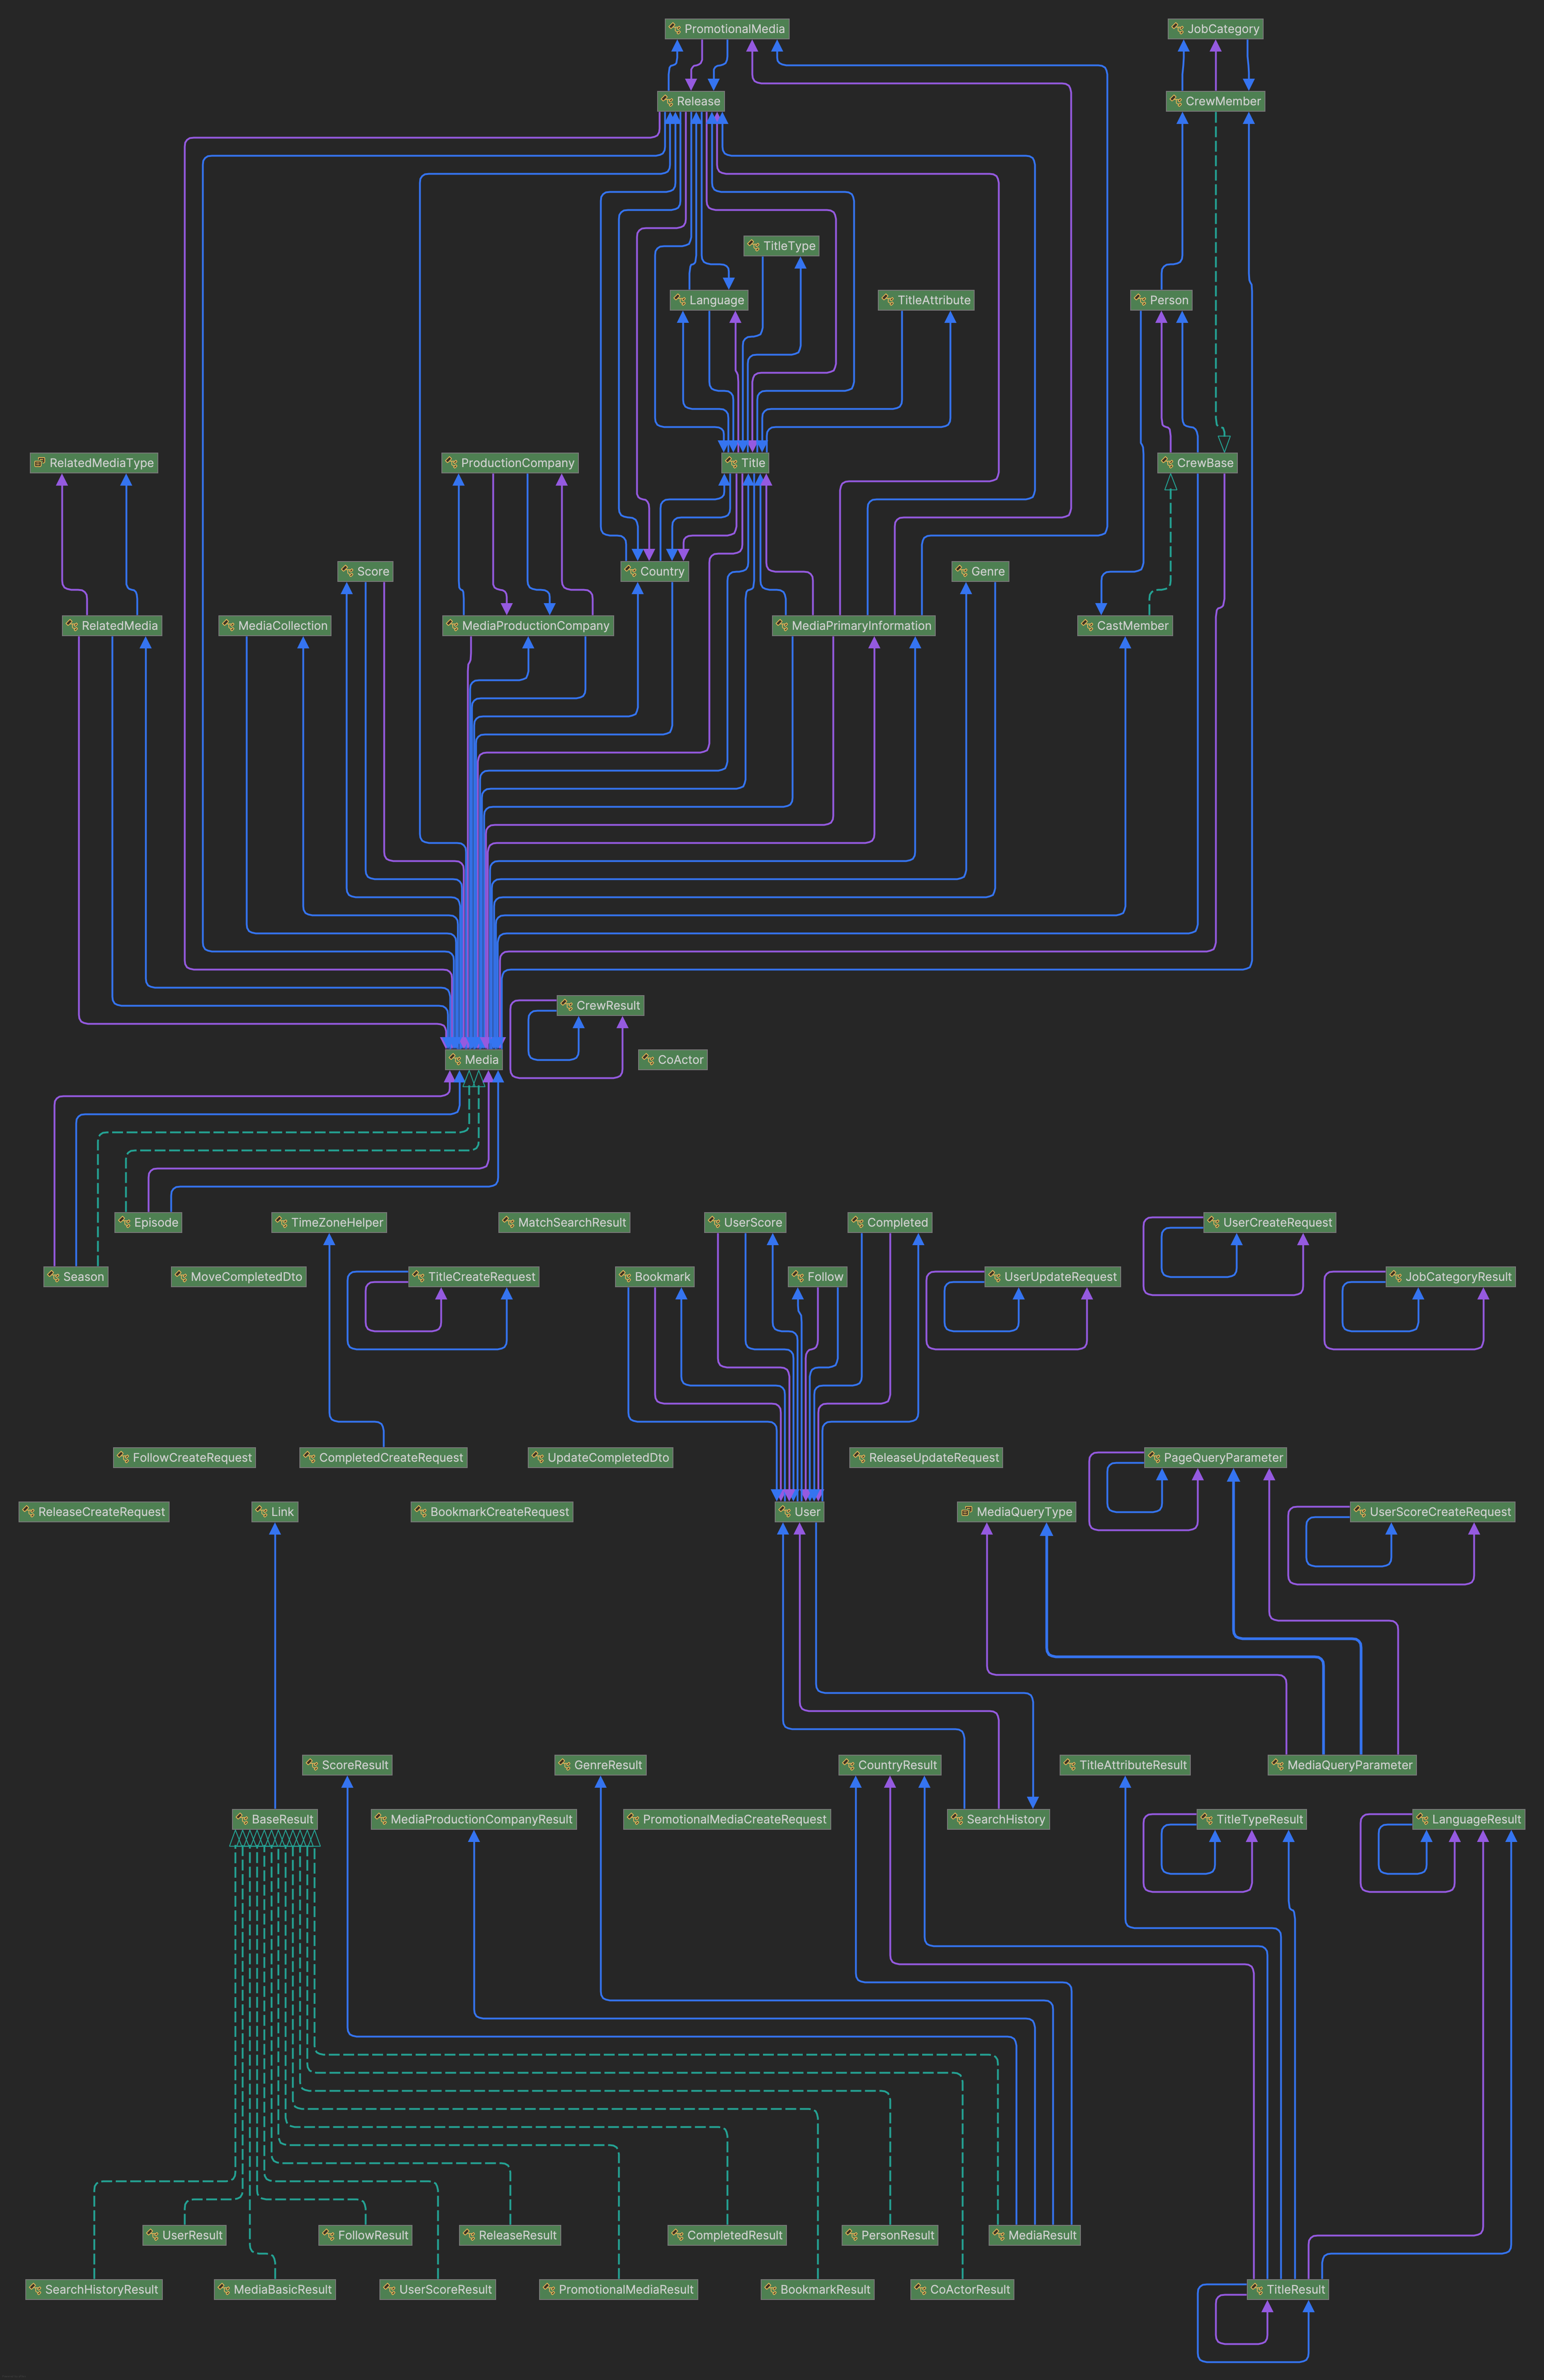 PromotionalMedia
JobCategory
Release
CrewMember
TitleType
Language
TitleAttribute
Person
RelatedMediaType
ProductionCompany
Title
CrewBase
Score
Country
Genre
RelatedMedia
MediaCollection
MediaProductionCompany
MediaPrimaryInformation
CastMember
CrewResult
Media
CoActor
Episode
TimeZoneHelper
MatchSearchResult
UserScore
Completed
UserCreateRequest
Season
MoveCompletedDto
TitleCreateRequest
Bookmark
Follow
UserUpdateRequest
JobCategoryResult
FollowCreateRequest
CompletedCreateRequest
UpdateCompletedDto
ReleaseUpdateRequest
PageQueryParameter
ReleaseCreateRequest
Link
BookmarkCreateRequest
User
MediaQueryType
UserScoreCreateRequest
ScoreResult
GenreResult
CountryResult
TitleAttributeResult
MediaQueryParameter
BaseResult
MediaProductionCompanyResult
PromotionalMediaCreateRequest
SearchHistory
TitleTypeResult
LanguageResult
UserResult
FollowResult
ReleaseResult
CompletedResult
PersonResult
MediaResult
SearchHistoryResult
MediaBasicResult
UserScoreResult
PromotionalMediaResult
BookmarkResult
CoActorResult
TitleResult